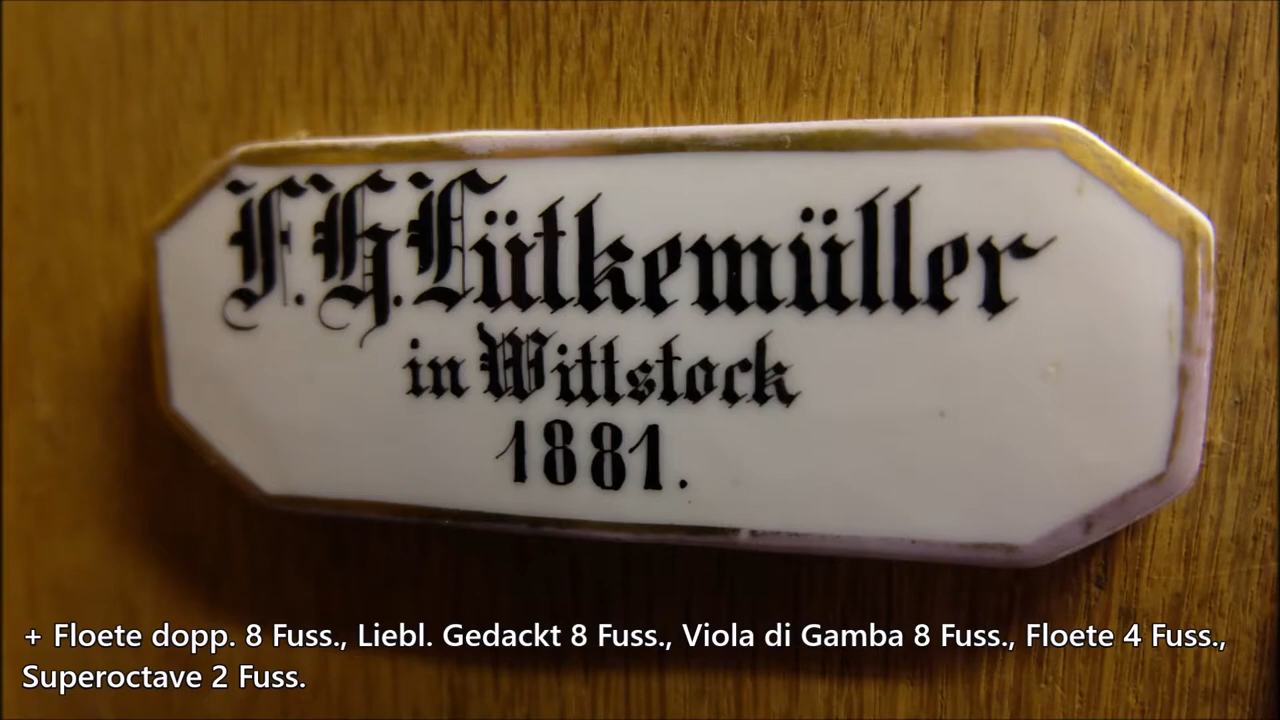 F. H. Lütkemüller
in Wittstock
1881.
+ Floete dopp. 8 Fuss., Liebl. Gedackt 8 Fuss., Viola di Gamba 8 Fuss., Floete 4 Fuss.,
Superoctave 2 Fuss.